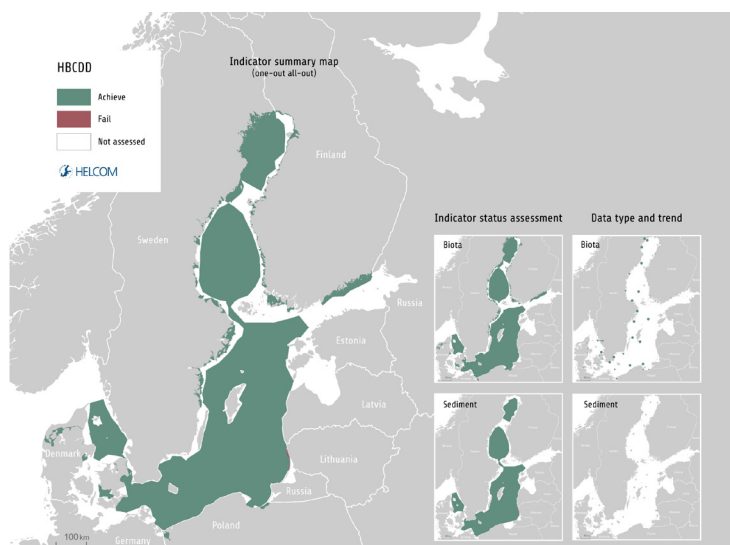 HBCDD
Achieve
Fail
Not assessed
HELCOM
Indicator summary map
(one-out all-out)
Finland
Sweden
Russia
Estonia
Latvia
Lithuania
Russia
Denmark
Poland
Germany
100 km
Indicator status assessment
Data type and trend
Biota
Biota
Sediment
Sediment